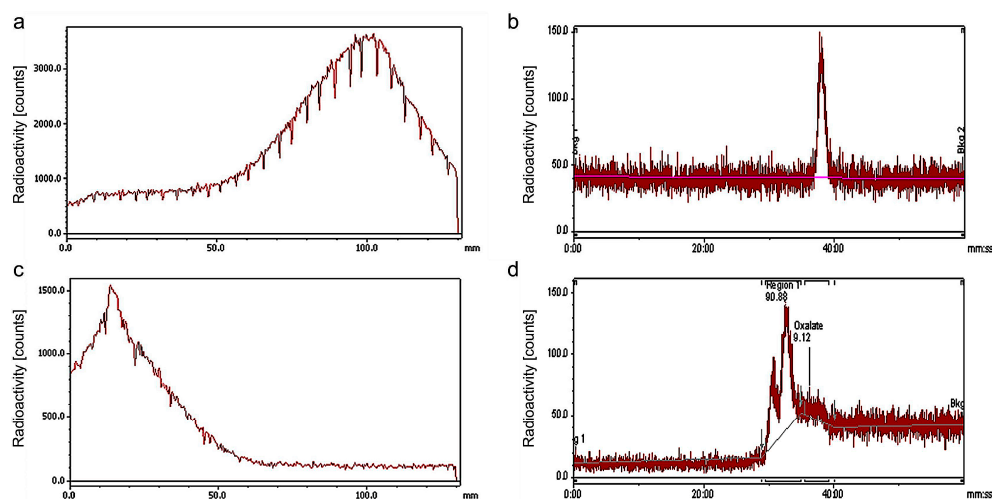 a
Radioactivity [counts]
3000.0
2000.0
1000.0
0.0
0.0
50.0
100.0
mm
b
Radioactivity [counts]
150.0
100.0
50.0
0.0
Bkg 2
0:00
20:00
40:00
mm:ss
c
Radioactivity [counts]
1500.0
1000.0
500.0
0.0
0.0
50.0
100.0
mm
d
Radioactivity [counts]
150.0
100.0
50.0
0.0
Region 1
90.88
Oxalate
9.12
g 1
Bkg
0:00
20:00
40:00
mm:ss